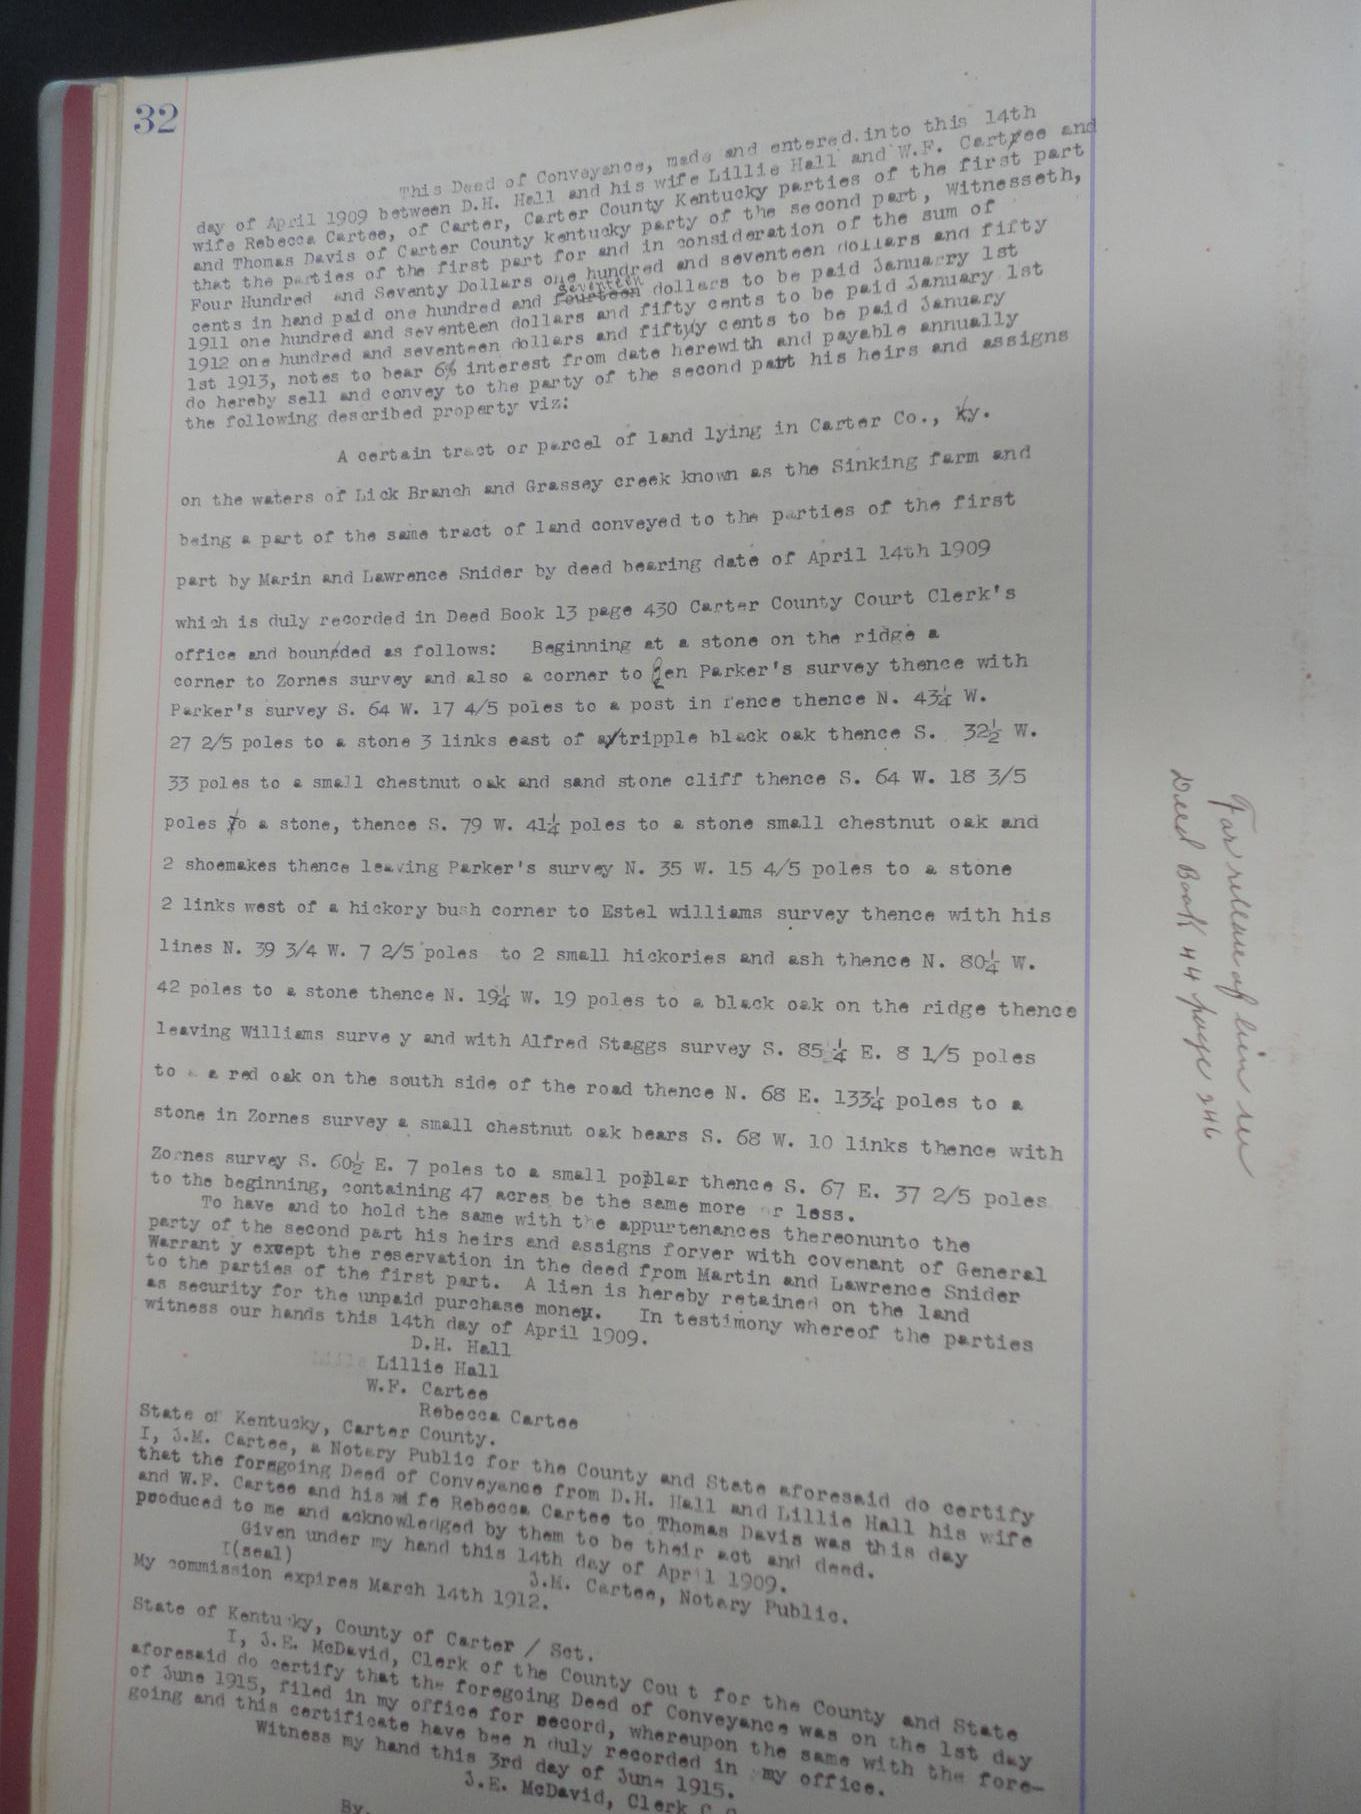 32
This Deed of Conveyance, made and entered.into this 14th
day of April 1909 between D.H. Hall and his wife Lillie Hall and W.F. Cartee and
wife Rebecca Cartee, of Carter, Carter County Kentucky parties of the first part
and Thomas Davis of Carter County kentucky party of the second part, Witnesseth,
that the parties of the first part for and in consideration of the sum of
Four Hundred and Seventy Dollars one hundred and seventeen dollars and fifty
cents in hand paid one hundred and seventeen fourteen dollars to be paid Januarry 1st
1911 one hundred and seventeen dollars and fifty cents to be paid January 1st
1912 one hundred and seventeen dollars and fiftyy cents to be paid January
1st 1913, notes to bear 6% interest from date herewith and payable annually
do hereby sell and convey to the party of the second part his heirs and assigns
the following described property viz:
A certain tract or parcel of land lying in Carter Co., Ky.
on the waters of Lick Branch and Grassey creek known as the Sinking farm and
being a part of the same tract of land conveyed to the parties of the first
part by Marin and Lawrence Snider by deed bearing date of April 14th 1909
which is duly recorded in Deed Book 13 page 430 Carter County Court Clerk's
office and bounded as follows: Beginning at a stone on the ridge a
corner to Zornes survey and also a corner to Parker's survey thence with
Parker's survey S. 64 W. 17 4/5 poles to a post in fence thence N. 43¼ W.
27 2/5 poles to a stone 3 links east of a tripple black oak thence S. 32½ W.
33 poles to a small chestnut oak and sand stone cliff thence S. 64 W. 18 3/5
poles to a stone, thence S. 79 W. 41¼ poles to a stone small chestnut oak and
2 shoemakes thence leaving Parker's survey N. 35 W. 15 4/5 poles to a stone
2 links west of a hickory bush corner to Estel williams survey thence with his
lines N. 39 3/4 W. 7 2/5 poles to 2 small hickories and ash thence N. 80¼ W.
42 poles to a stone thence N. 19¼ W. 19 poles to a black oak on the ridge thence
leaving Williams surve y and with Alfred Staggs survey S. 85¼ E. 8 1/5 poles
to a a red oak on the south side of the road thence N. 68 E. 133¼ poles to a
stone in Zornes survey a small chestnut oak bears S. 68 W. 10 links thence with
Zornes survey S. 60½ E. 7 poles to a small poplar thence S. 67 E. 37 2/5 poles
to the beginning, containing 47 acres be the same more or less.
To have and to hold the same with the appurtenances thereonunto the
party of the second part his heirs and assigns forver with covenant of General
Warrant y except the reservation in the deed from Martin and Lawrence Snider
to the parties of the first part. A lien is hereby retained on the land
as security for the unpaid purchase money. In testimony whereof the parties
witness our hands this 14th day of April 1909.
D.H. Hall
Lillie Hall
W.F. Cartee
Rebecca Cartee
State of Kentucky, Carter County.
I, J.M. Cartee, a Notary Public for the County and State aforesaid do certify
that the foregoing Deed of Conveyance from D.H. Hall and Lillie Hall his wife
and W.F. Cartee and his wi fe Rebecca Cartee to Thomas Davis was this day
poduced to me and acknowledged by them to be their act and deed.
Given under my hand this 14th day of April 1909.
I(seal) J.M. Cartee, Notary Public.
My commission expires March 14th 1912.
State of Kentucky, County of Carter / Sct.
I, J.E. McDavid, Clerk of the County Cou t for the County and State
aforesaid do certify that the foregoing Deed of Conveyance was on the 1st day
of June 1915, filed in my office for record, whereupon the same with the fore-
going and this certificate have bee n duly recorded in my office.
Witness my hand this 3rd day of June 1915.
J.E. McDavid, Clerk
By.
For release of lien see
Deed Book 44 page 246